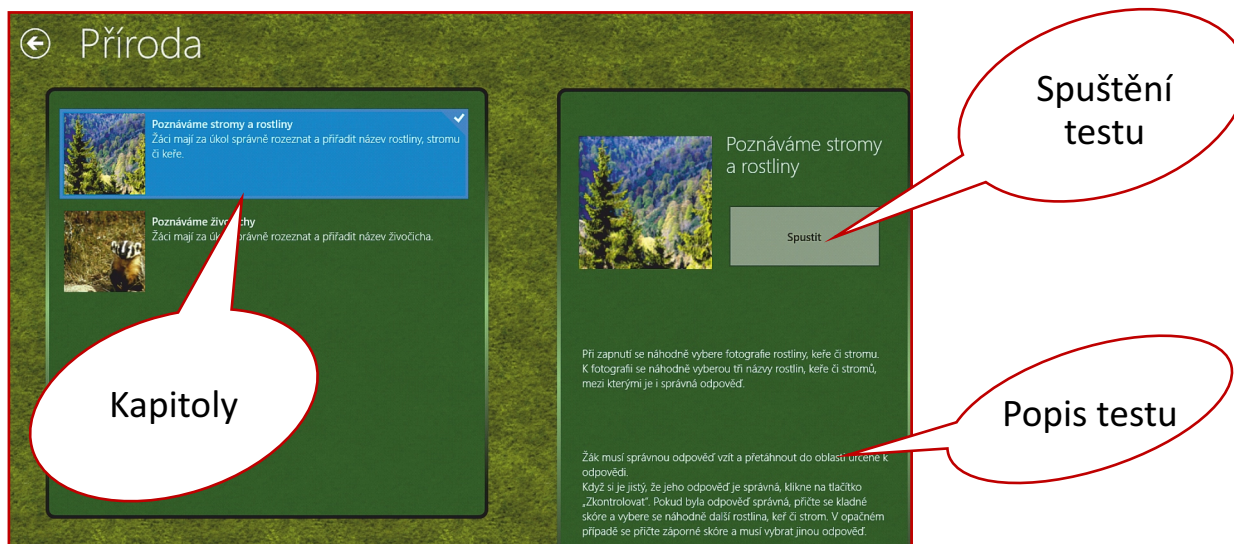 Příroda
Poznáváme stromy a rostliny
Žáci mají za úkol správně rozeznat a přiřadit název rostliny, stromu
či keře.
Poznáváme živočichy
Žáci mají za úkol správně rozeznat a přiřadit název živočicha.
Kapitoly
Poznáváme stromy
a rostliny
Spustit
Spuštění
testu
Při zapnutí se náhodně vybere fotografie rostliny, keře či stromu.
K fotografii se náhodně vyberou tři názvy rostlin, keře či stromů,
mezi kterými je i správná odpověď.
Popis testu
Žák musí správnou odpověď vzít a přetáhnout do oblasti určené k
odpovědi.
Když si je jistý, že jeho odpověď je správná, klikne na tlačítko
„Zkontrolovat“. Pokud byla odpověď správná, přičte se kladné
skóre a vybere se náhodně další rostlina, keř či strom. V opačném
případě se přičte záporné skóre a musí vybrat jinou odpověď.